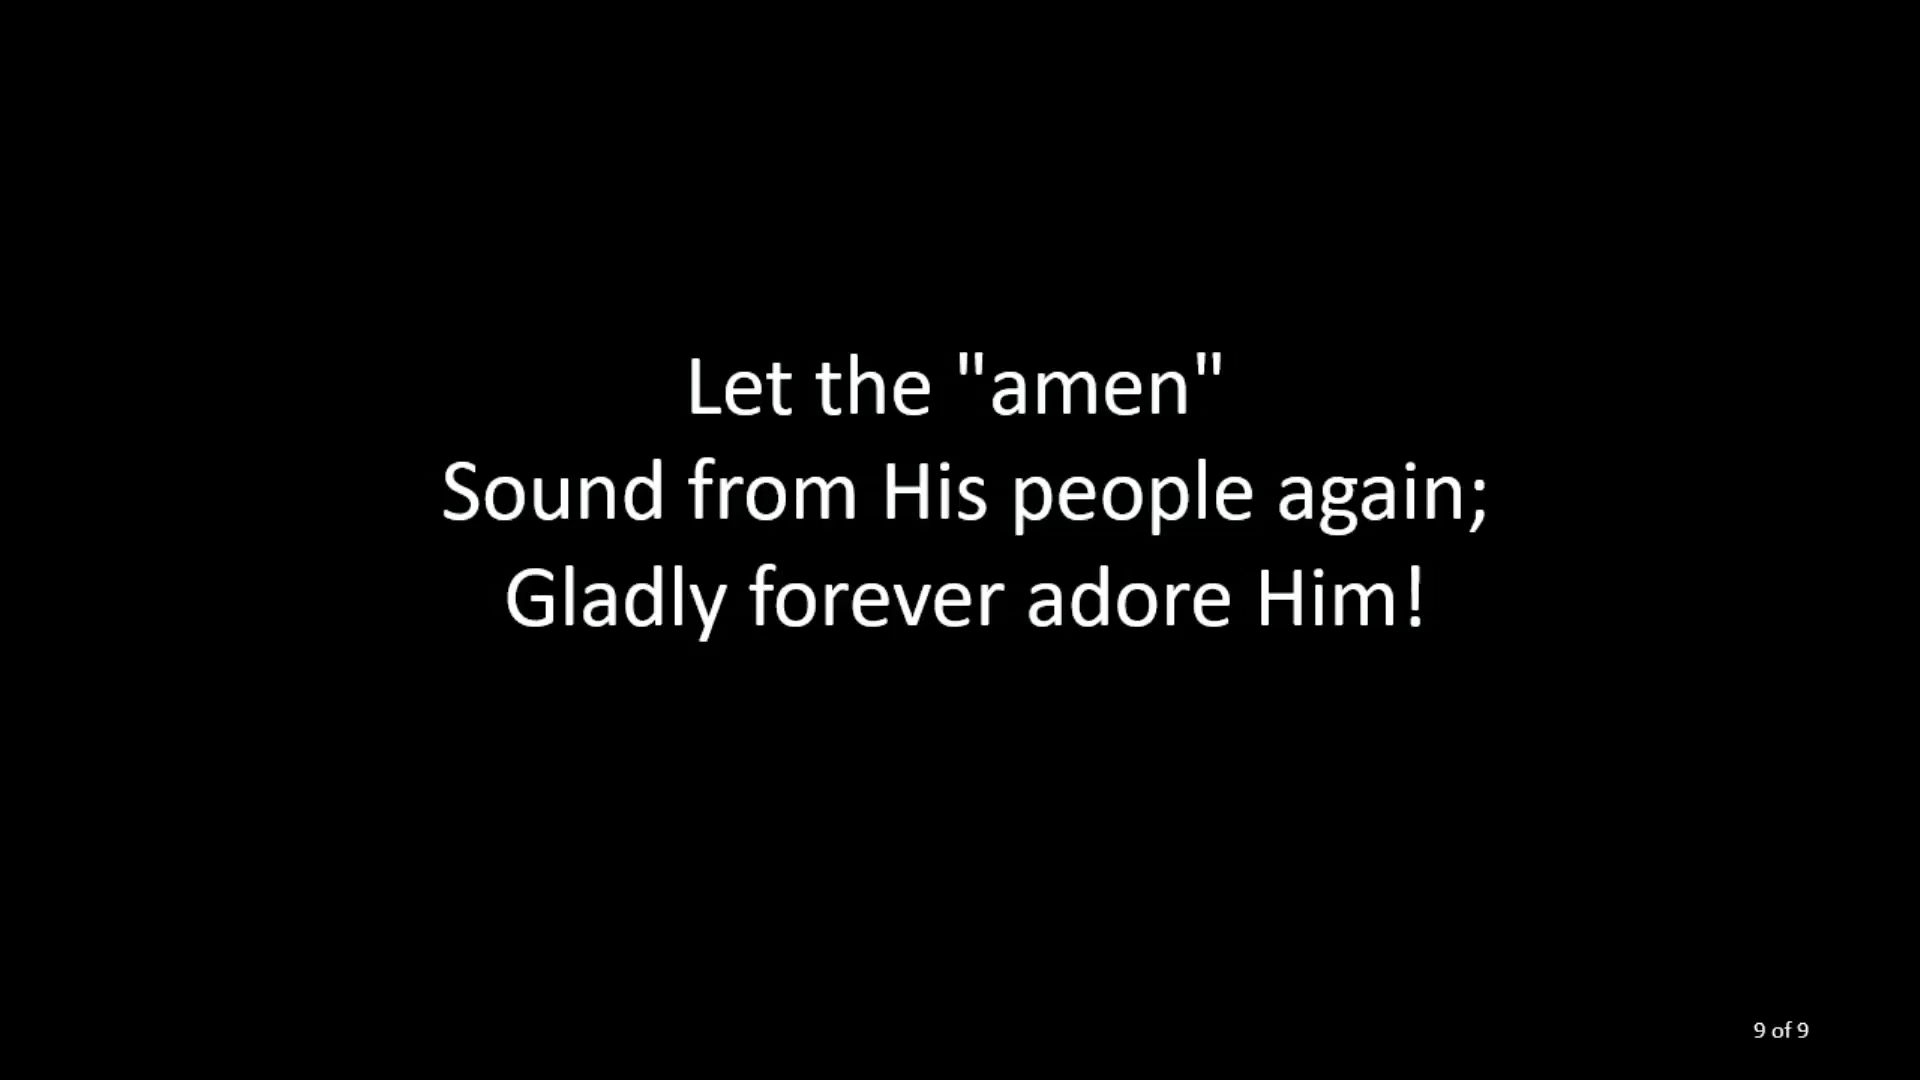 Let the "amen"
Sound from His people again;
Gladly forever adore Him!
9 of 9